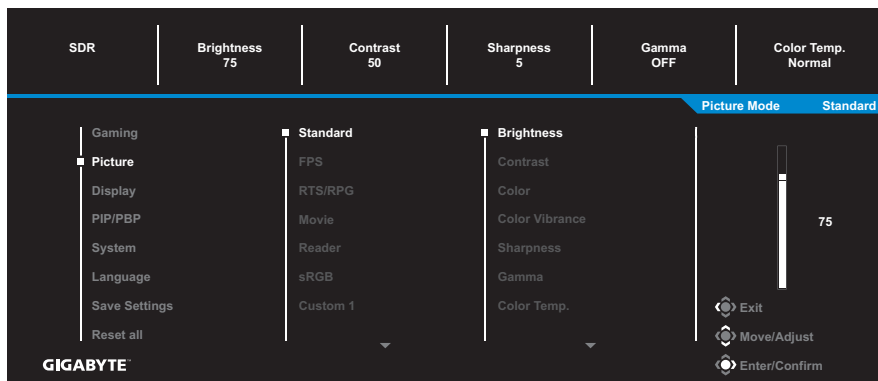 SDR
Brightness
75
Contrast
50
Sharpness
5
Gamma
OFF
Color Temp.
Normal
Picture Mode Standard
Gaming
Picture
Display
PIP/PBP
System
Language
Save Settings
Reset all
Standard
FPS
RTS/RPG
Movie
Reader
sRGB
Custom 1
Brightness
Contrast
Color
Color Vibrance
Sharpness
Gamma
Color Temp.
75
Exit
Move/Adjust
Enter/Confirm
GIGABYTE™